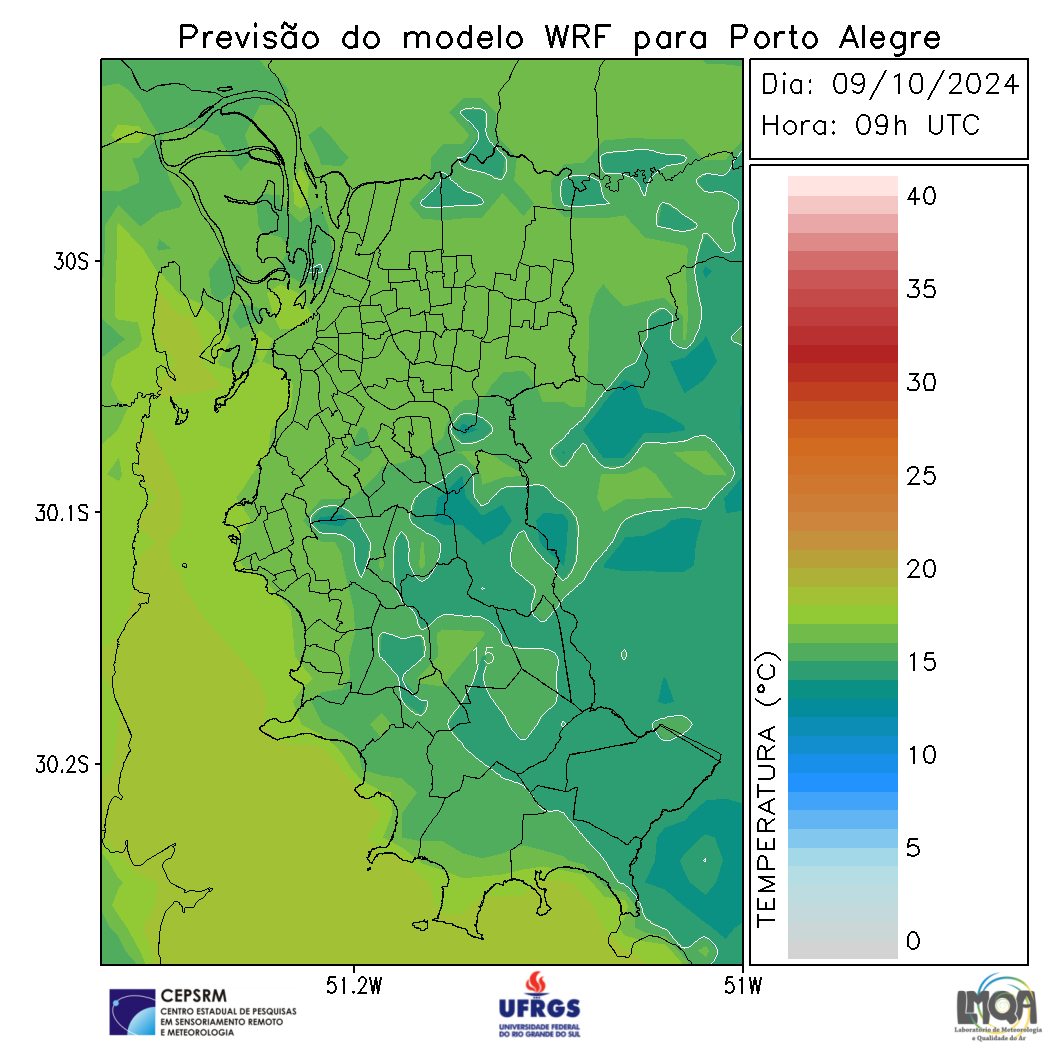 Previsão do modelo WRF para Porto Alegre
Dia: 09/10/2024
Hora: 09h UTC
30S
30.1S
30.2S
51.2W
51W
15
TEMPERATURA (°C)
40
35
30
25
20
15
10
5
0
CEPSRM
CENTRO ESTADUAL DE PESQUISAS
EM SENSORIAMENTO REMOTO
E METEOROLOGIA
UFRGS
UNIVERSIDADE FEDERAL
DO RIO GRANDE DO SUL
LMQA
Laboratório de Meteorologia
e Qualidade do Ar